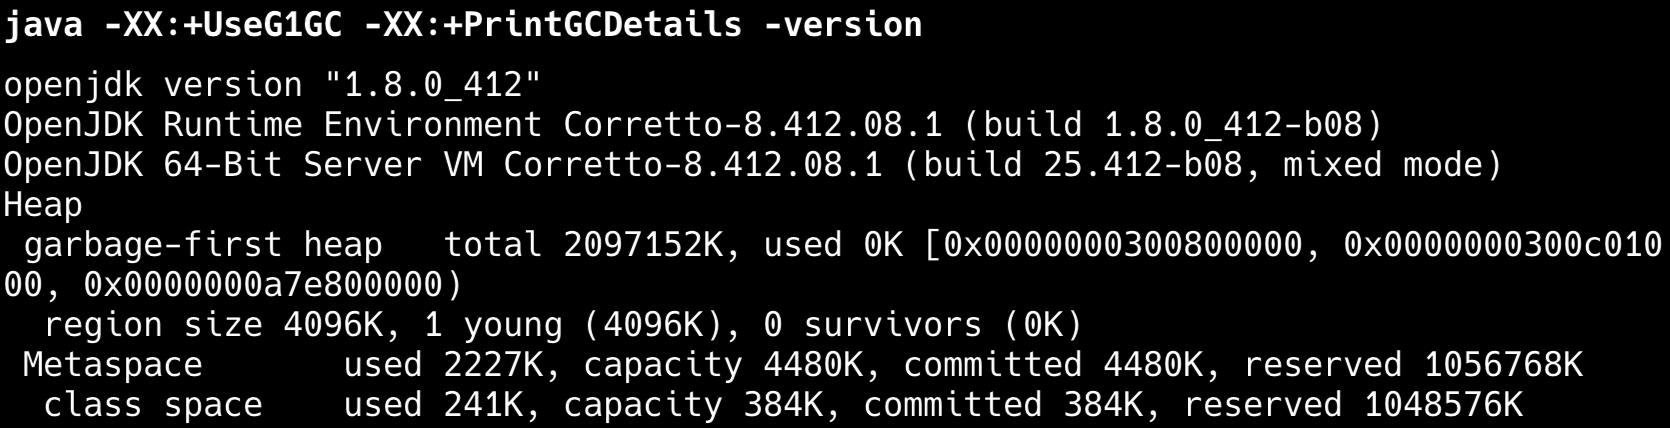 java -XX:+UseG1GC -XX:+PrintGCDetails -version
openjdk version "1.8.0_412"
OpenJDK Runtime Environment Corretto-8.412.08.1 (build 1.8.0_412-b08)
OpenJDK 64-Bit Server VM Corretto-8.412.08.1 (build 25.412-b08, mixed mode)
Heap
 garbage-first heap   total 2097152K, used 0K [0x0000000300800000, 0x0000000300c010
00, 0x0000000a7e800000)
  region size 4096K, 1 young (4096K), 0 survivors (0K)
 Metaspace       used 2227K, capacity 4480K, committed 4480K, reserved 1056768K
  class space    used 241K, capacity 384K, committed 384K, reserved 1048576K